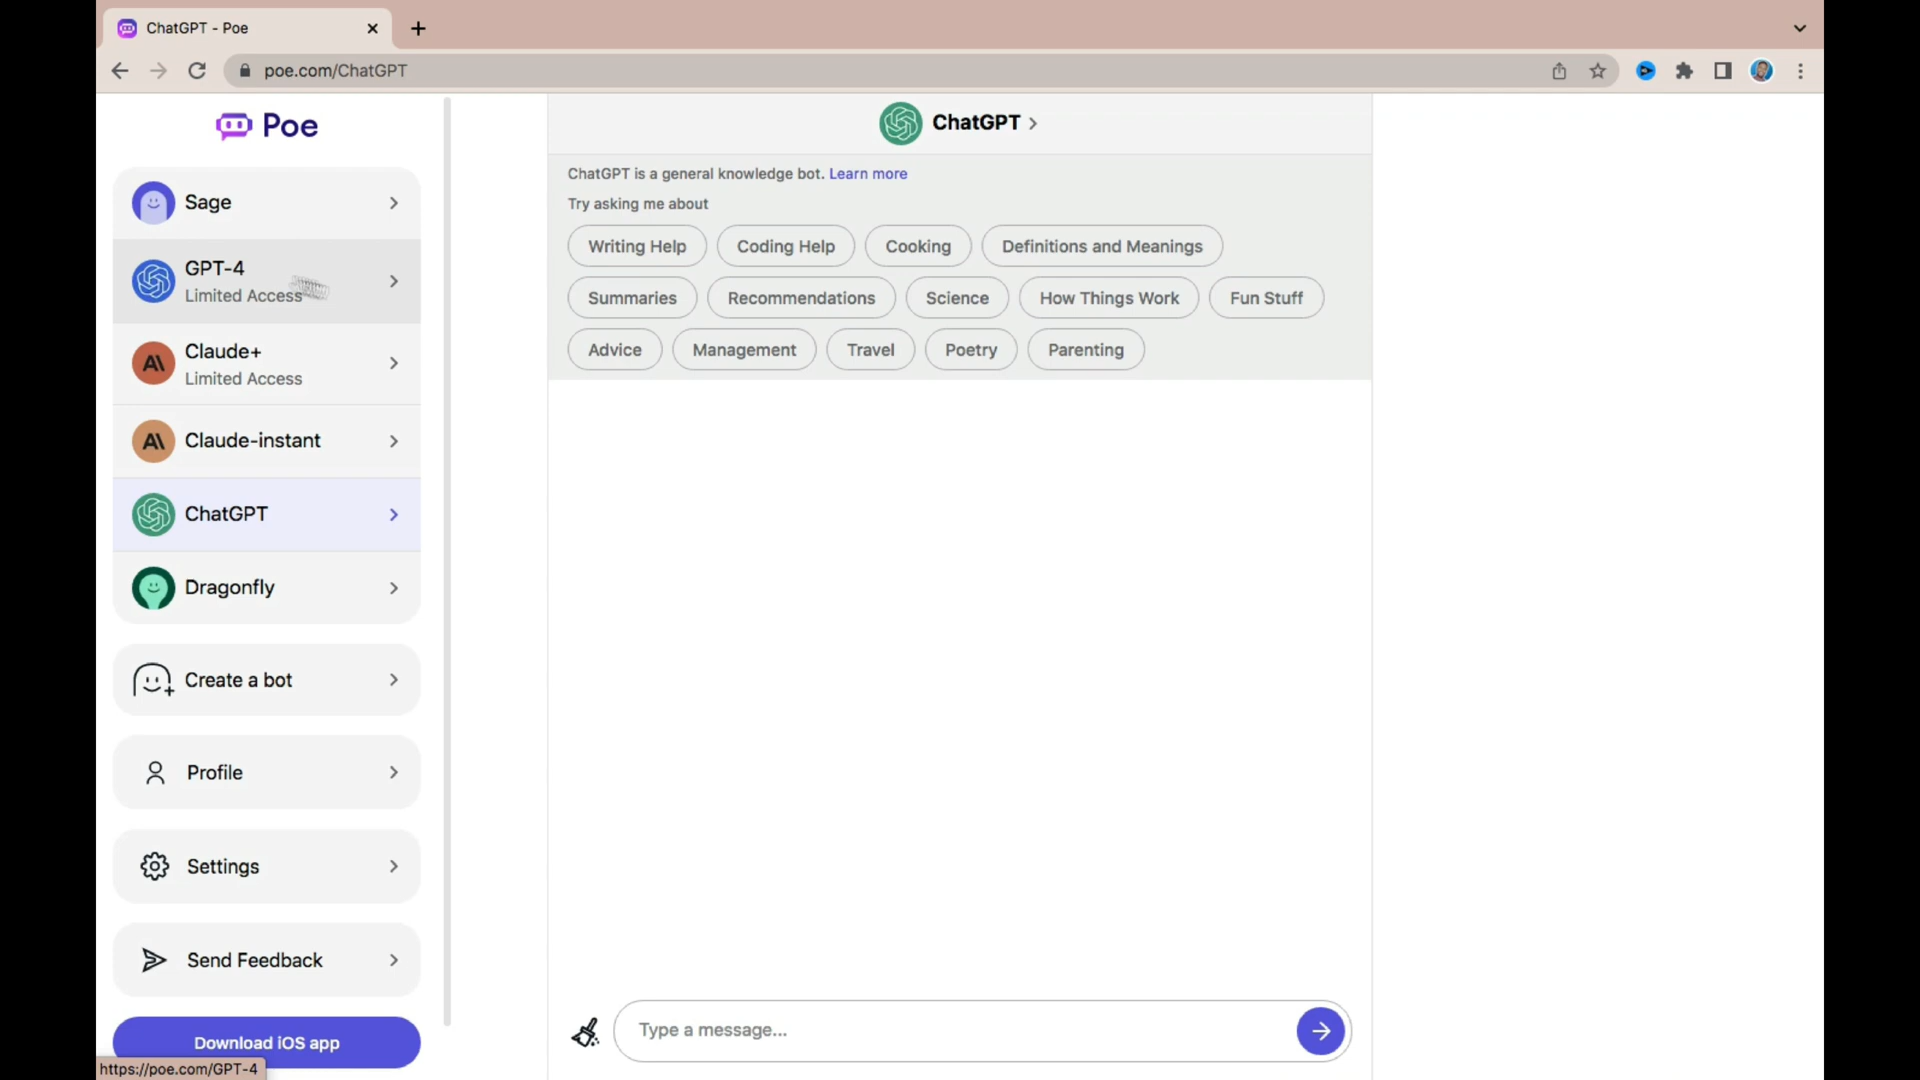 ChatGPT - Poe
poe.com/ChatGPT
Poe
Sage
GPT-4
Limited Access
Claude+
Limited Access
Claude-instant
ChatGPT
Dragonfly
Create a bot
Profile
Settings
Send Feedback
Download iOS app
https://poe.com/GPT-4
ChatGPT
ChatGPT is a general knowledge bot. Learn more
Try asking me about
Writing Help Coding Help Cooking Definitions and Meanings
Summaries Recommendations Science How Things Work Fun Stuff
Advice Management Travel Poetry Parenting
Type a message...